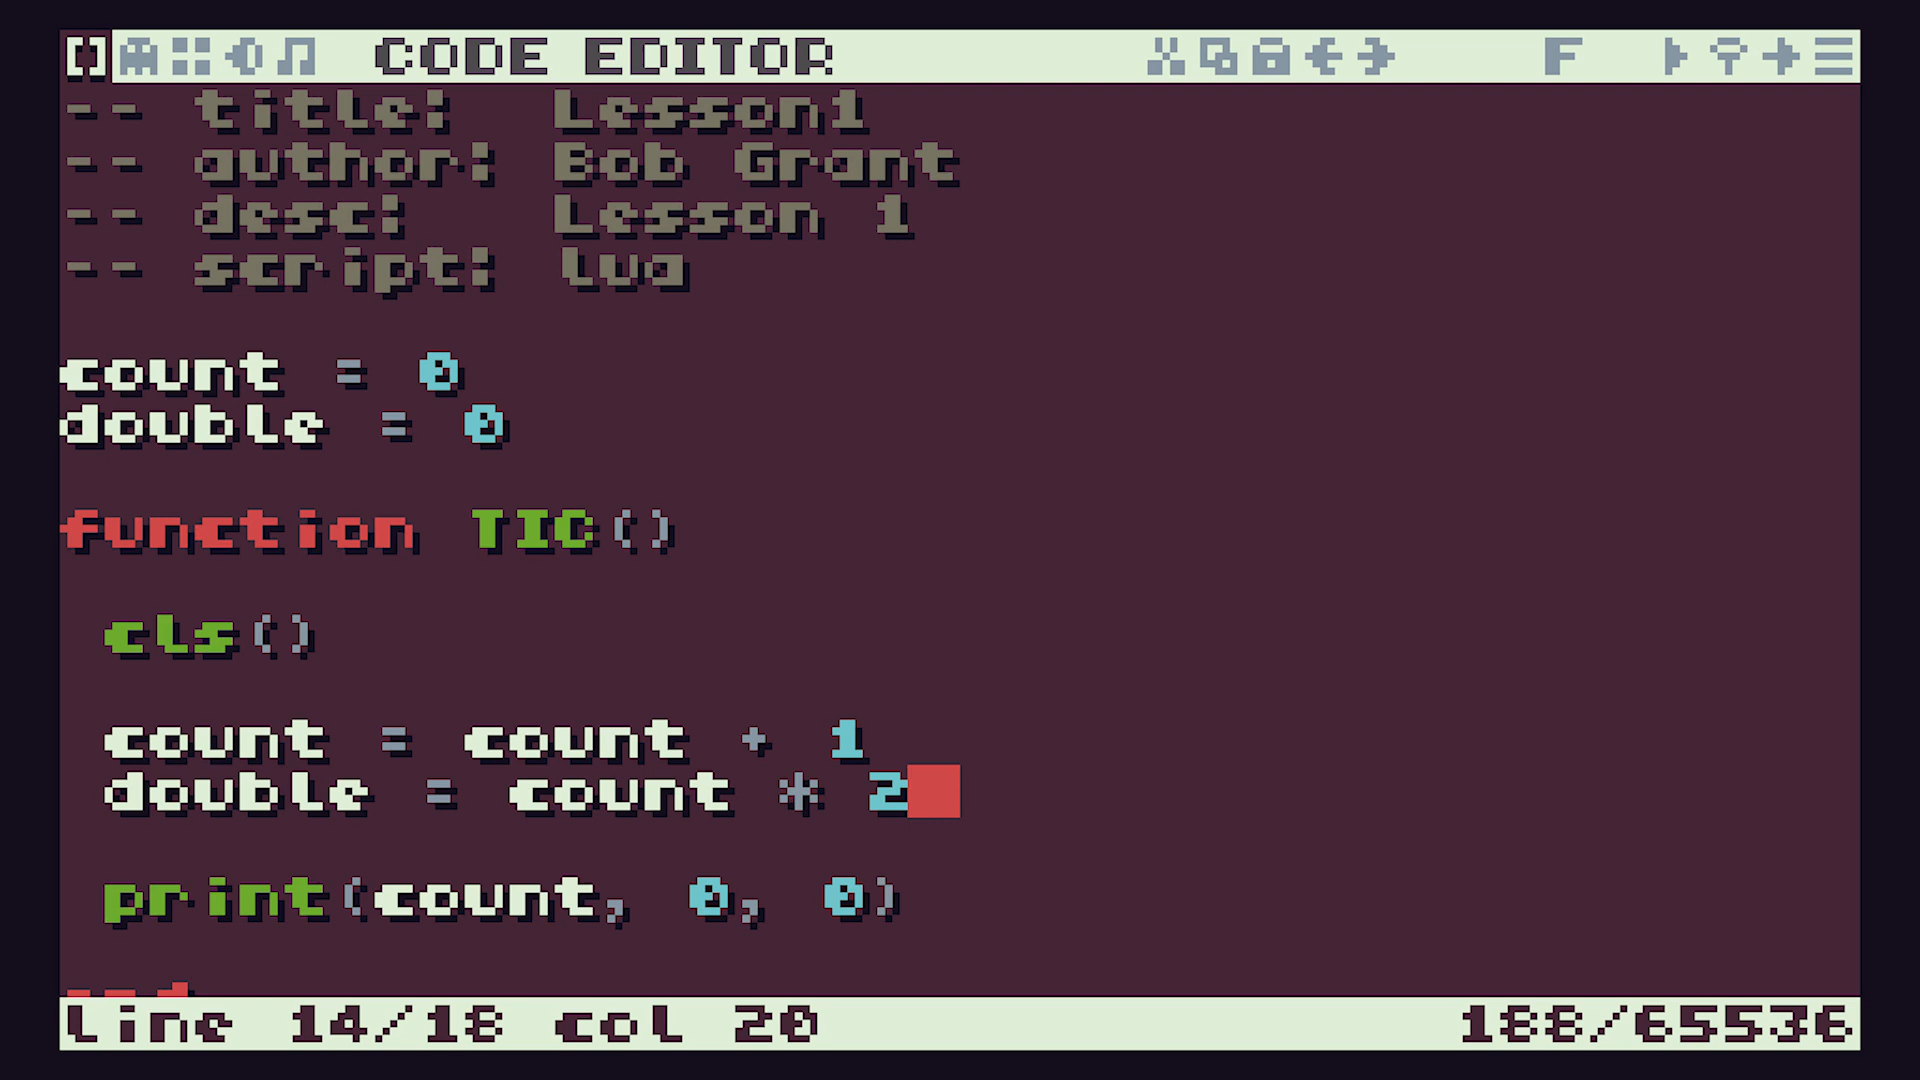 CODE EDITOR F
-- title: Lesson1
-- author: Bob Grant
-- desc: Lesson 1
-- script: lua
count = 0
double = 0
function TIC()
cls()
count = count + 1
double = count * 2
print(count, 0, 0)
line 14/18 col 20 188/65536